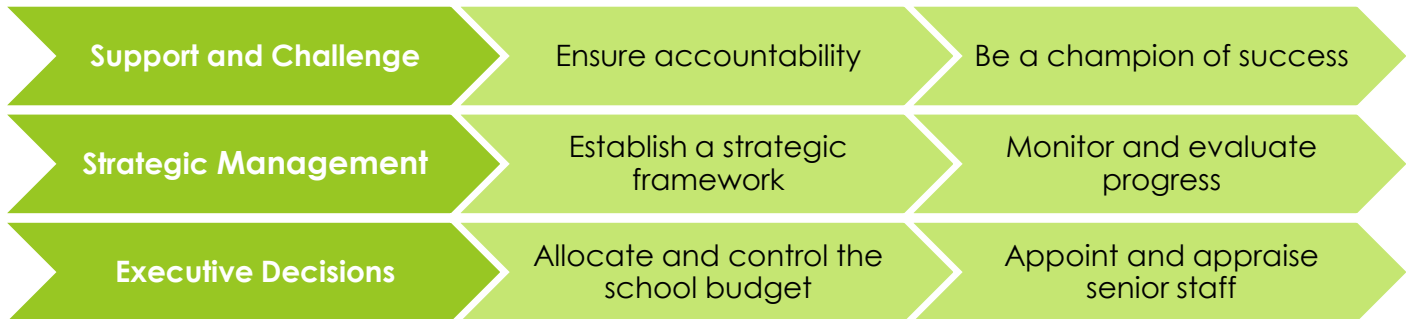 Support and Challenge
Ensure accountability
Be a champion of success
Strategic Management
Establish a strategic
framework
Monitor and evaluate
progress
Executive Decisions
Allocate and control the
school budget
Appoint and appraise
senior staff